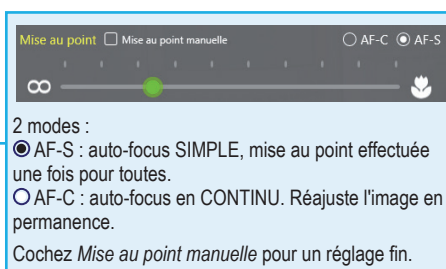 Mise au point Mise au point manuelle AF-C AF-S
2 modes :
AF-S : auto-focus SIMPLE, mise au point effectuée
une fois pour toutes.
AF-C : auto-focus en CONTINU. Réajuste l'image en
permanence.
Cochez Mise au point manuelle pour un réglage fin.